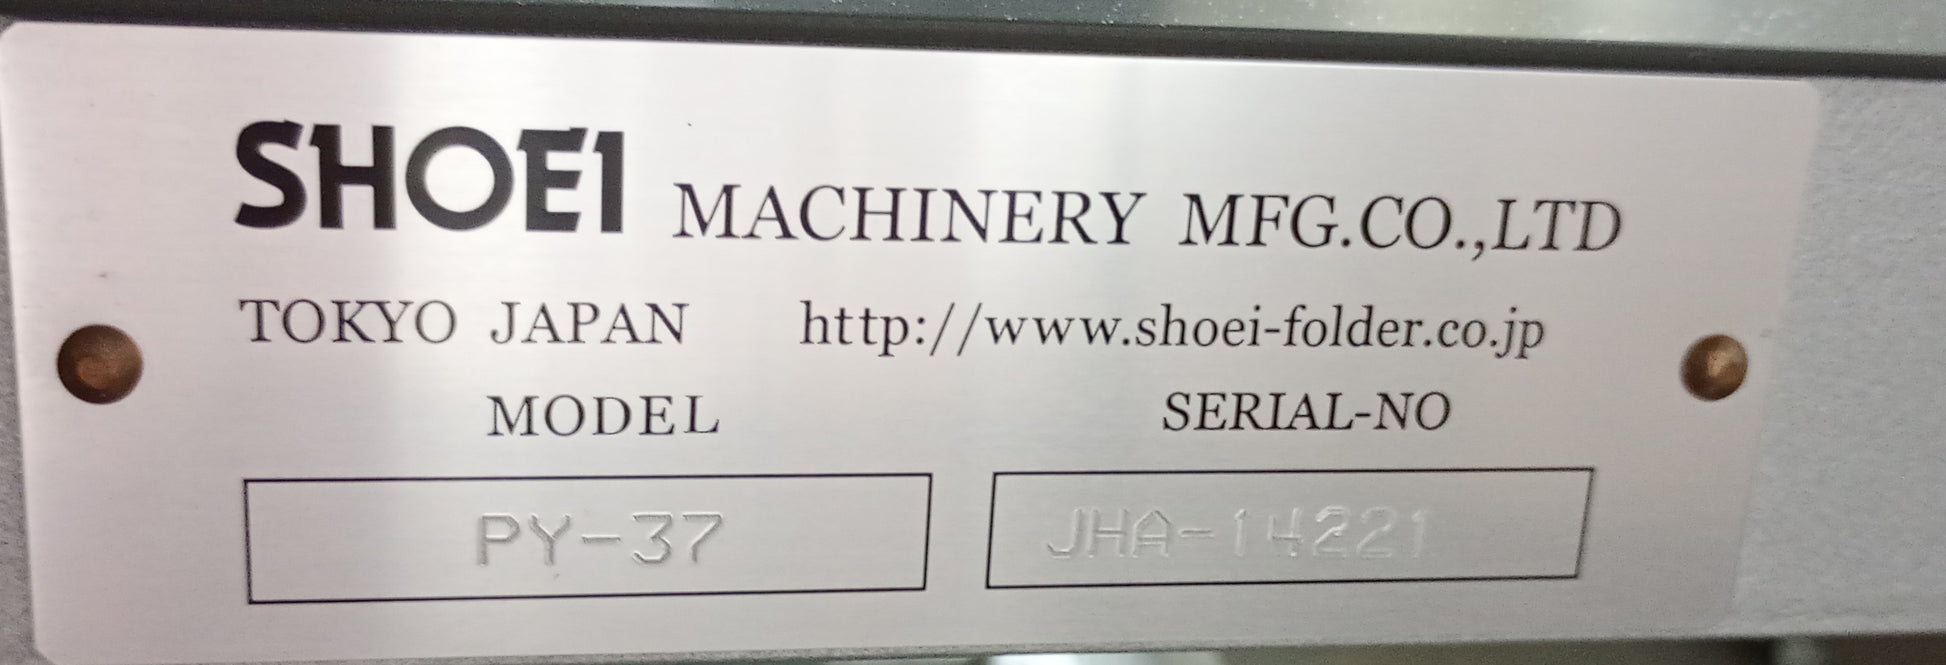 SHOEI MACHINERY MFG.CO.,LTD
TOKYO JAPAN http://www.shoei-folder.co.jp
MODEL SERIAL-NO
PY-37 JHA-14221